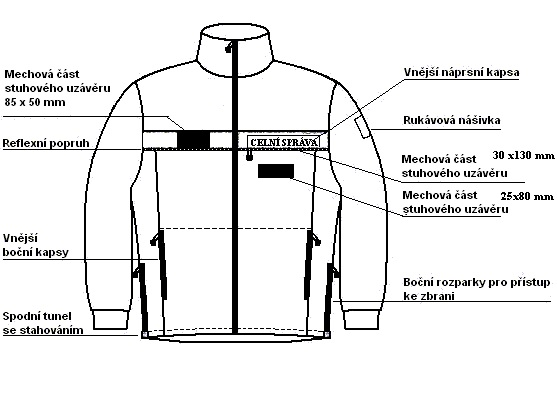 Mechová část
stuhového uzávěru
85 x 50 mm
Reflexní popruh
Vnější
boční kapsy
Spodní tunel
se stahováním
CELNÍ SPRÁVA
Vnější náprsní kapsa
Rukávová nášivka
Mechová část 30 x130 mm
stuhového uzávěru
Mechová část 25x80 mm
stuhového uzávěru
Boční rozparky pro přístup
ke zbrani